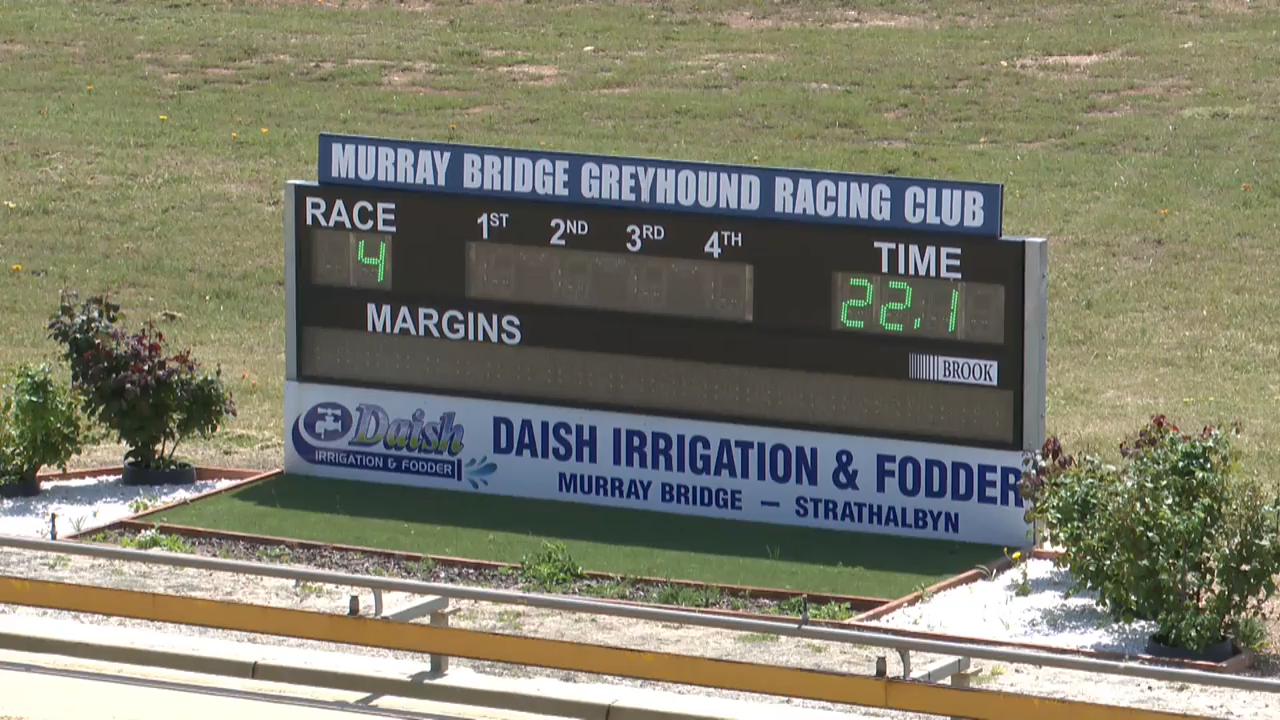 MURRAY BRIDGE GREYHOUND RACING CLUB
RACE 1ST 2ND 3RD 4TH TIME
4 22.1
MARGINS
BROOK
Daish
IRRIGATION & FODDER
DAISH IRRIGATION & FODDER
MURRAY BRIDGE — STRATHALBYN